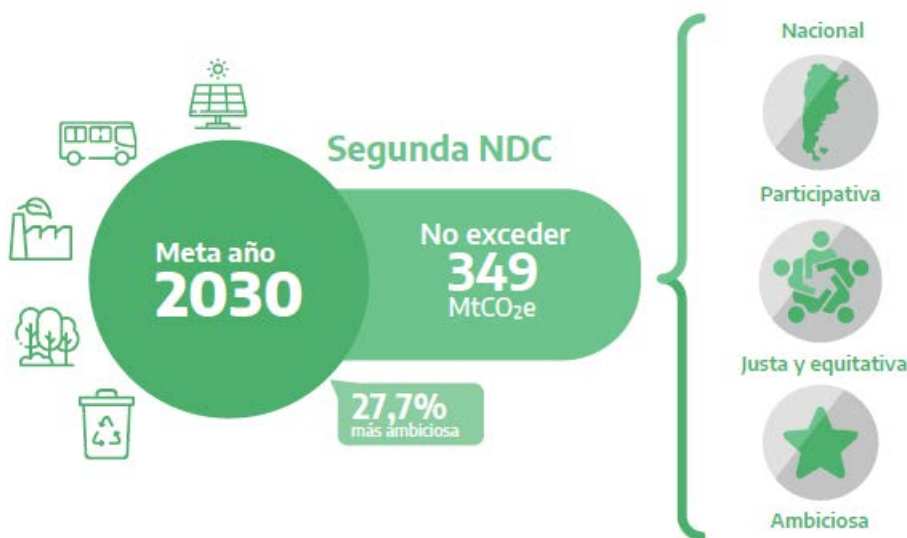 Segunda NDC
Meta año
2030
No exceder
349
MtCO₂e
27,7%
más ambiciosa
Nacional
Participativa
Justa y equitativa
Ambiciosa